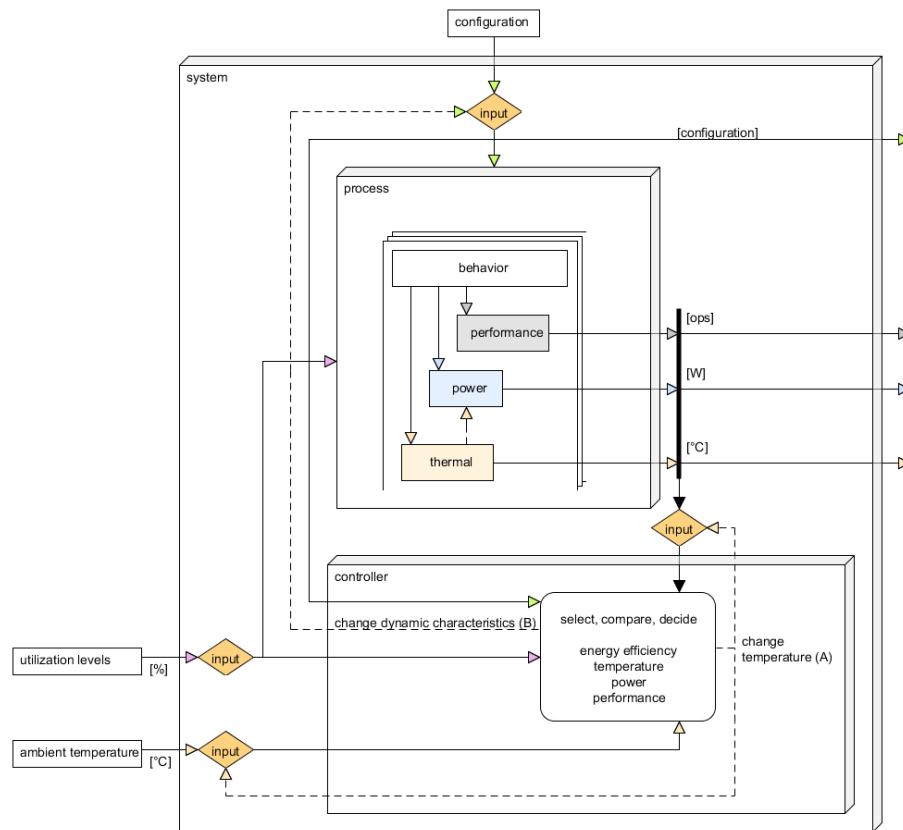 configuration
system
input
[configuration]
process
behavior
performance
[ops]
power
[W]
thermal
[°C]
input
controller
select, compare, decide
energy efficiency
temperature
power
performance
change dynamic characteristics (B)
change
temperature (A)
utilization levels
[%]
input
ambient temperature
[°C]
input